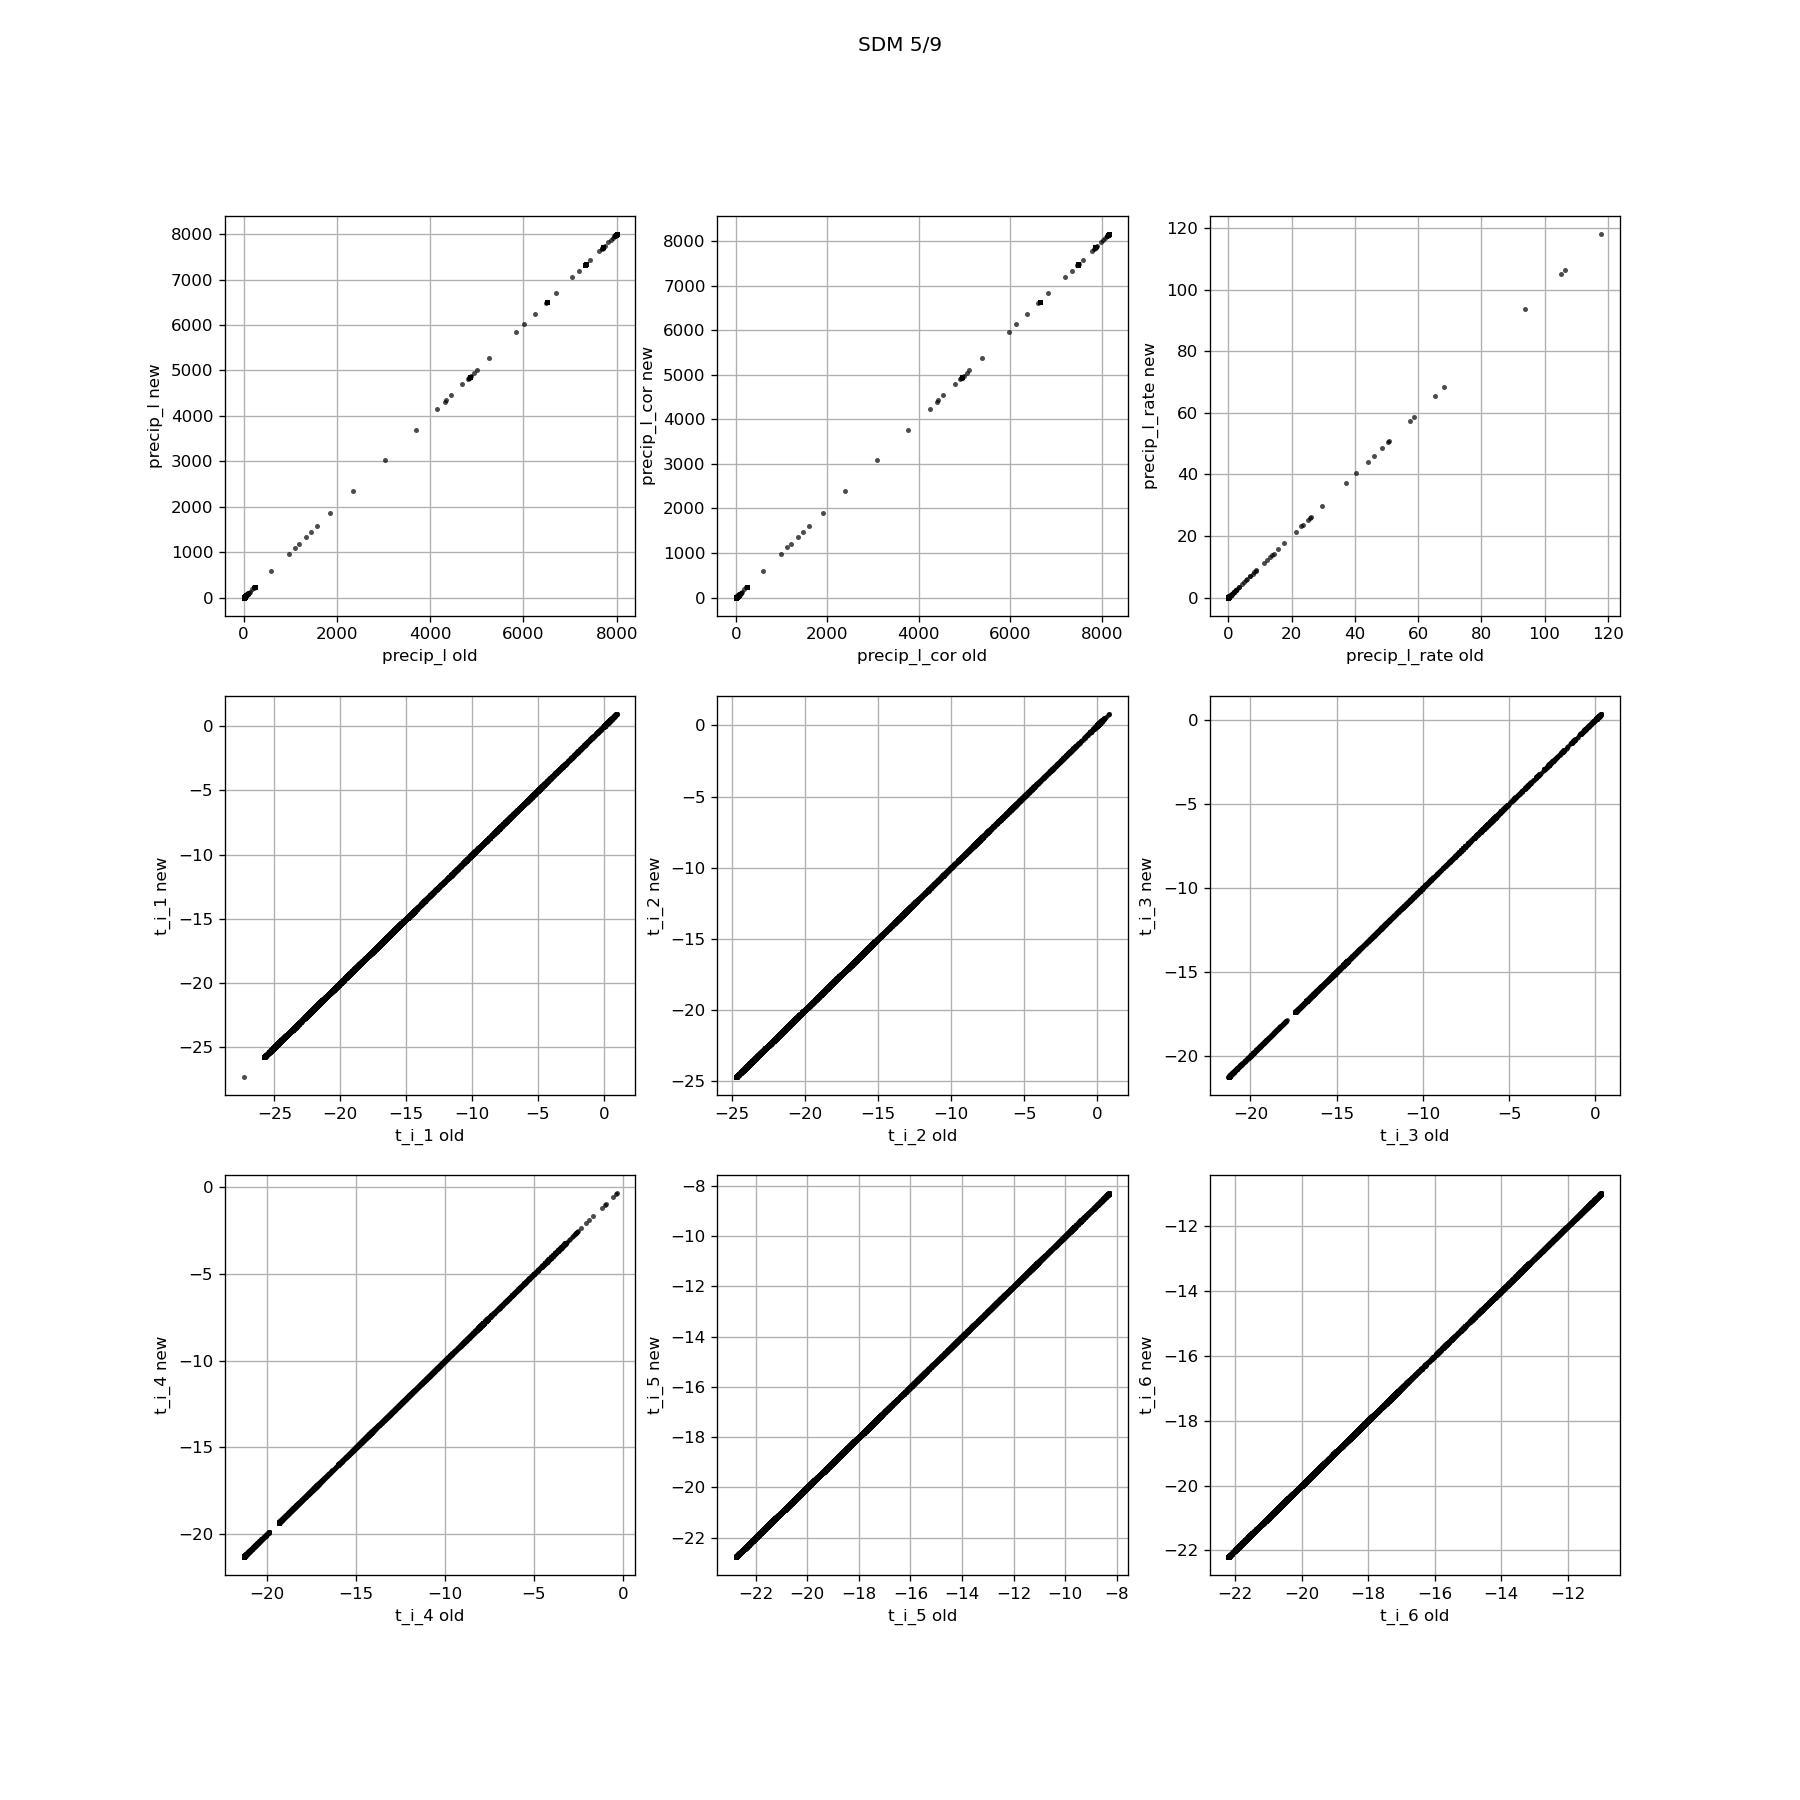 SDM 5/9
8000
7000
6000
5000
4000
3000
2000
1000
0
precip_l new
0 2000 4000 6000 8000
precip_l old
8000
7000
6000
5000
4000
3000
2000
1000
0
precip_l_cor new
0 2000 4000 6000 8000
precip_l_cor old
120
100
80
60
40
20
0
precip_l_rate new
0 20 40 60 80 100 120
precip_l_rate old
0
−5
−10
−15
−20
−25
t_i_1 new
−25 −20 −15 −10 −5 0
t_i_1 old
0
−5
−10
−15
−20
−25
t_i_2 new
−25 −20 −15 −10 −5 0
t_i_2 old
0
−5
−10
−15
−20
t_i_3 new
−20 −15 −10 −5 0
t_i_3 old
0
−5
−10
−15
−20
t_i_4 new
−20 −15 −10 −5 0
t_i_4 old
−8
−10
−12
−14
−16
−18
−20
−22
t_i_5 new
−22 −20 −18 −16 −14 −12 −10 −8
t_i_5 old
−12
−14
−16
−18
−20
−22
t_i_6 new
−22 −20 −18 −16 −14 −12
t_i_6 old